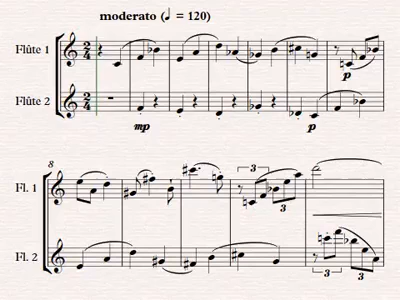 moderato (♩ = 120)
Flûte 1
p
Flûte 2
mp
p
8
3
Fl. 1
3
Fl. 2
3
3